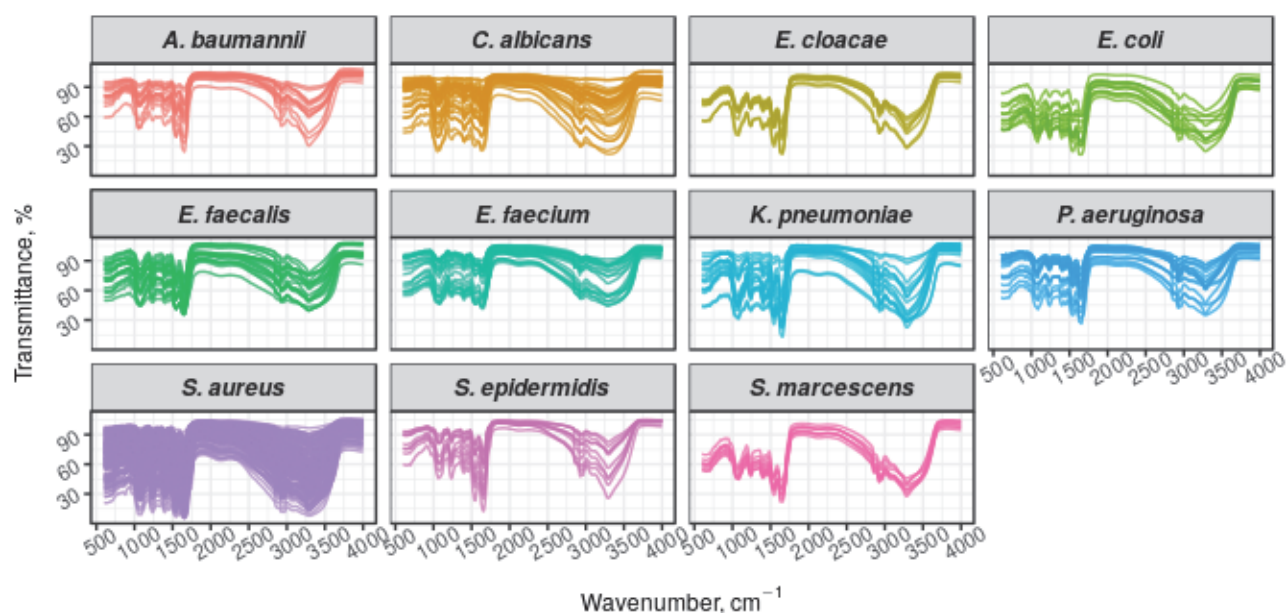 A. baumannii C. albicans E. cloacae E. coli
90
60
30
E. faecalis E. faecium K. pneumoniae P. aeruginosa
90
60
30
Transmittance, %
500 1000 1500 2000 2500 3000 3500 4000
S. aureus S. epidermidis S. marcescens
90
60
30
500 1000 1500 2000 2500 3000 3500 4000 500 1000 1500 2000 2500 3000 3500 4000 500 1000 1500 2000 2500 3000 3500 4000
Wavenumber, cm⁻¹